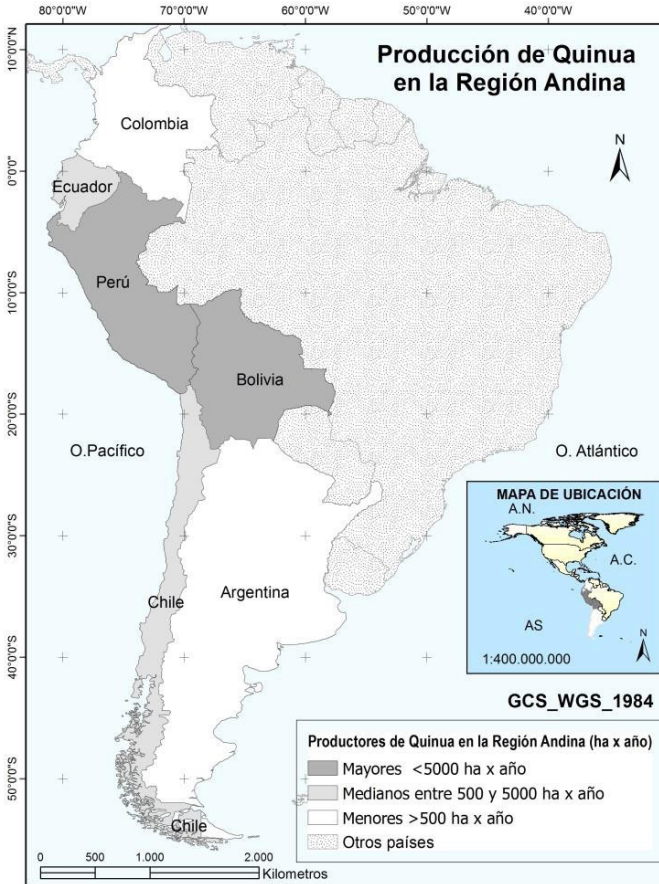 80°0'0"W
70°0'0"W
60°0'0"W
50°0'0"W
40°0'0"W
10°0'0"N
0°0'0"
10°0'0"S
20°0'0"S
30°0'0"S
40°0'0"S
50°0'0"S
Producción de Quinua
en la Región Andina
N
Colombia
Ecuador
Perú
Bolivia
O.Pacífico
O. Atlántico
Chile
Argentina
Chile
MAPA DE UBICACIÓN
A.N.
A.C.
AS
N
1:400.000.000
GCS_WGS_1984
Productores de Quinua en la Región Andina (ha x año)
Mayores <5000 ha x año
Medianos entre 500 y 5000 ha x año
Menores >500 ha x año
Otros países
0 500 1.000 2.000
Kilometros